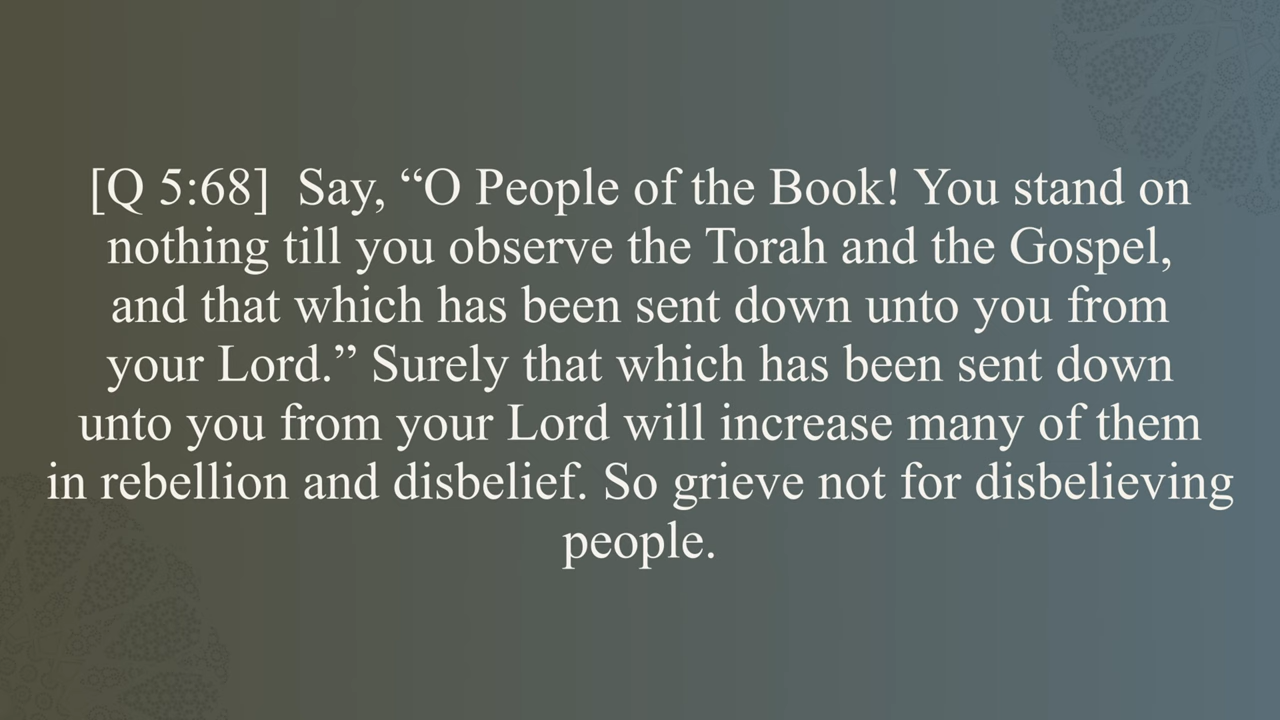 [Q 5:68]  Say, “O People of the Book! You stand on
nothing till you observe the Torah and the Gospel,
and that which has been sent down unto you from
your Lord.” Surely that which has been sent down
unto you from your Lord will increase many of them
in rebellion and disbelief. So grieve not for disbelieving
people.